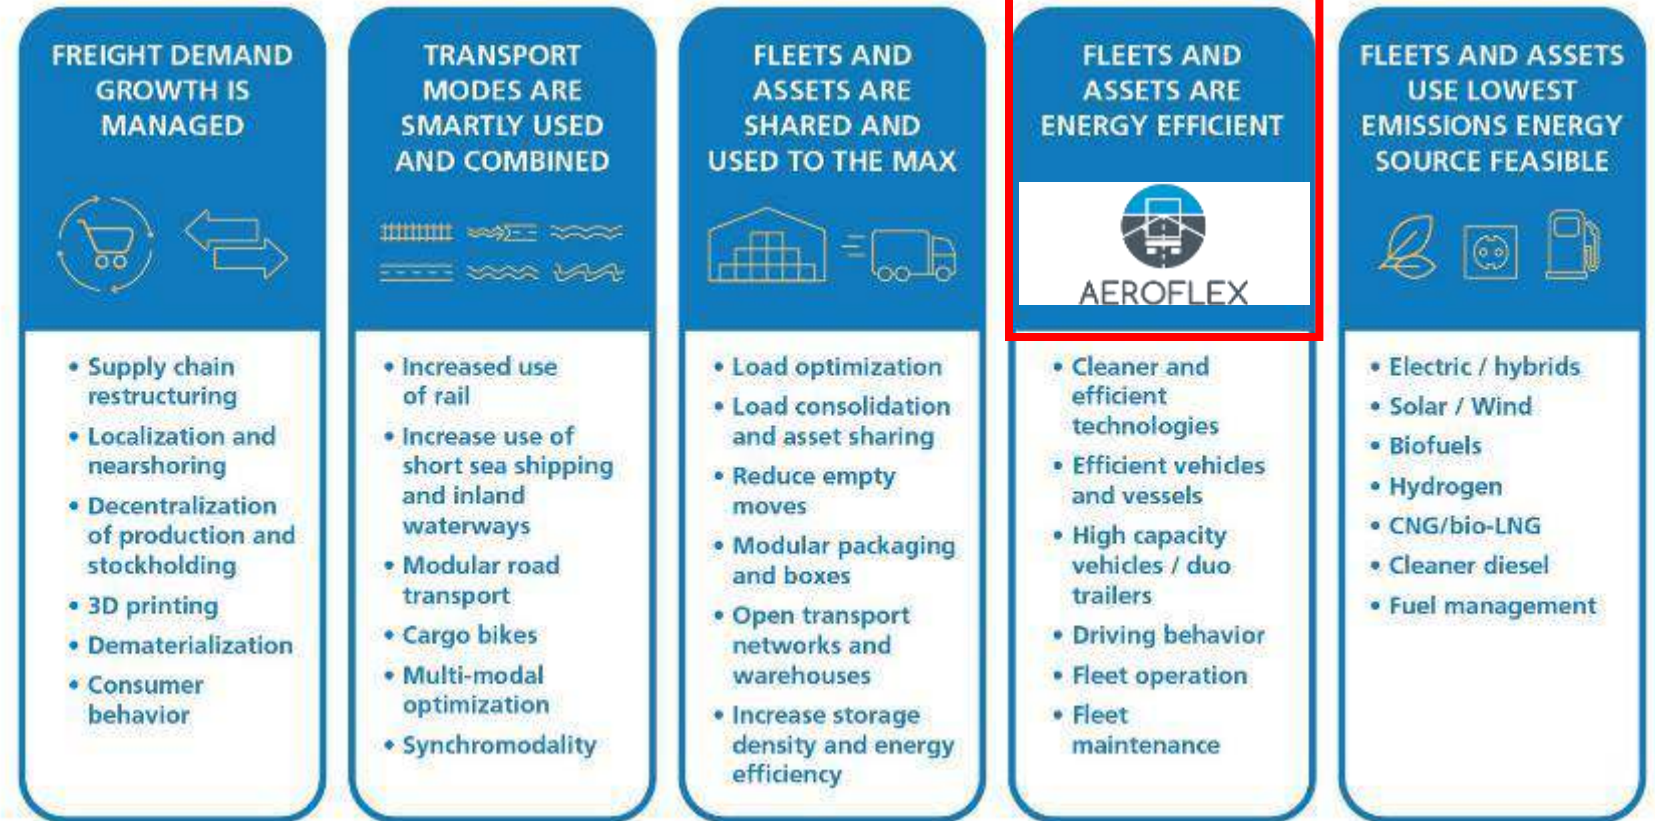 FREIGHT DEMAND
GROWTH IS
MANAGED
• Supply chain
restructuring
• Localization and
nearshoring
• Decentralization
of production and
stockholding
• 3D printing
• Dematerialization
• Consumer
behavior
TRANSPORT
MODES ARE
SMARTLY USED
AND COMBINED
• Increased use
of rail
• Increase use of
short sea shipping
and inland
waterways
• Modular road
transport
• Cargo bikes
• Multi-modal
optimization
• Synchromodality
FLEETS AND
ASSETS ARE
SHARED AND
USED TO THE MAX
• Load optimization
• Load consolidation
and asset sharing
• Reduce empty
moves
• Modular packaging
and boxes
• Open transport
networks and
warehouses
• Increase storage
density and energy
efficiency
FLEETS AND
ASSETS ARE
ENERGY EFFICIENT
AEROFLEX
• Cleaner and
efficient
technologies
• Efficient vehicles
and vessels
• High capacity
vehicles / duo
trailers
• Driving behavior
• Fleet operation
• Fleet
maintenance
FLEETS AND ASSETS
USE LOWEST
EMISSIONS ENERGY
SOURCE FEASIBLE
• Electric / hybrids
• Solar / Wind
• Biofuels
• Hydrogen
• CNG/bio-LNG
• Cleaner diesel
• Fuel management